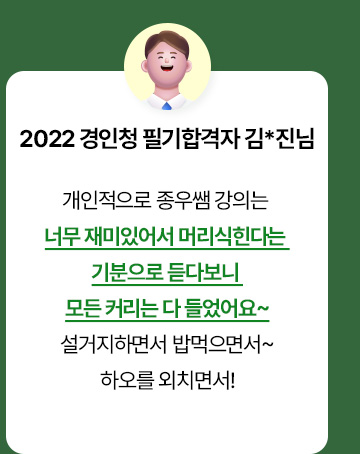 2022 경인청 필기합격자 김*진님
개인적으로 종우쌤 강의는
너무 재미있어서 머리식힌다는
기분으로 듣다보니
모든 커리는 다 들었어요~
설거지하면서 밥먹으면서~
하오를 외치면서!